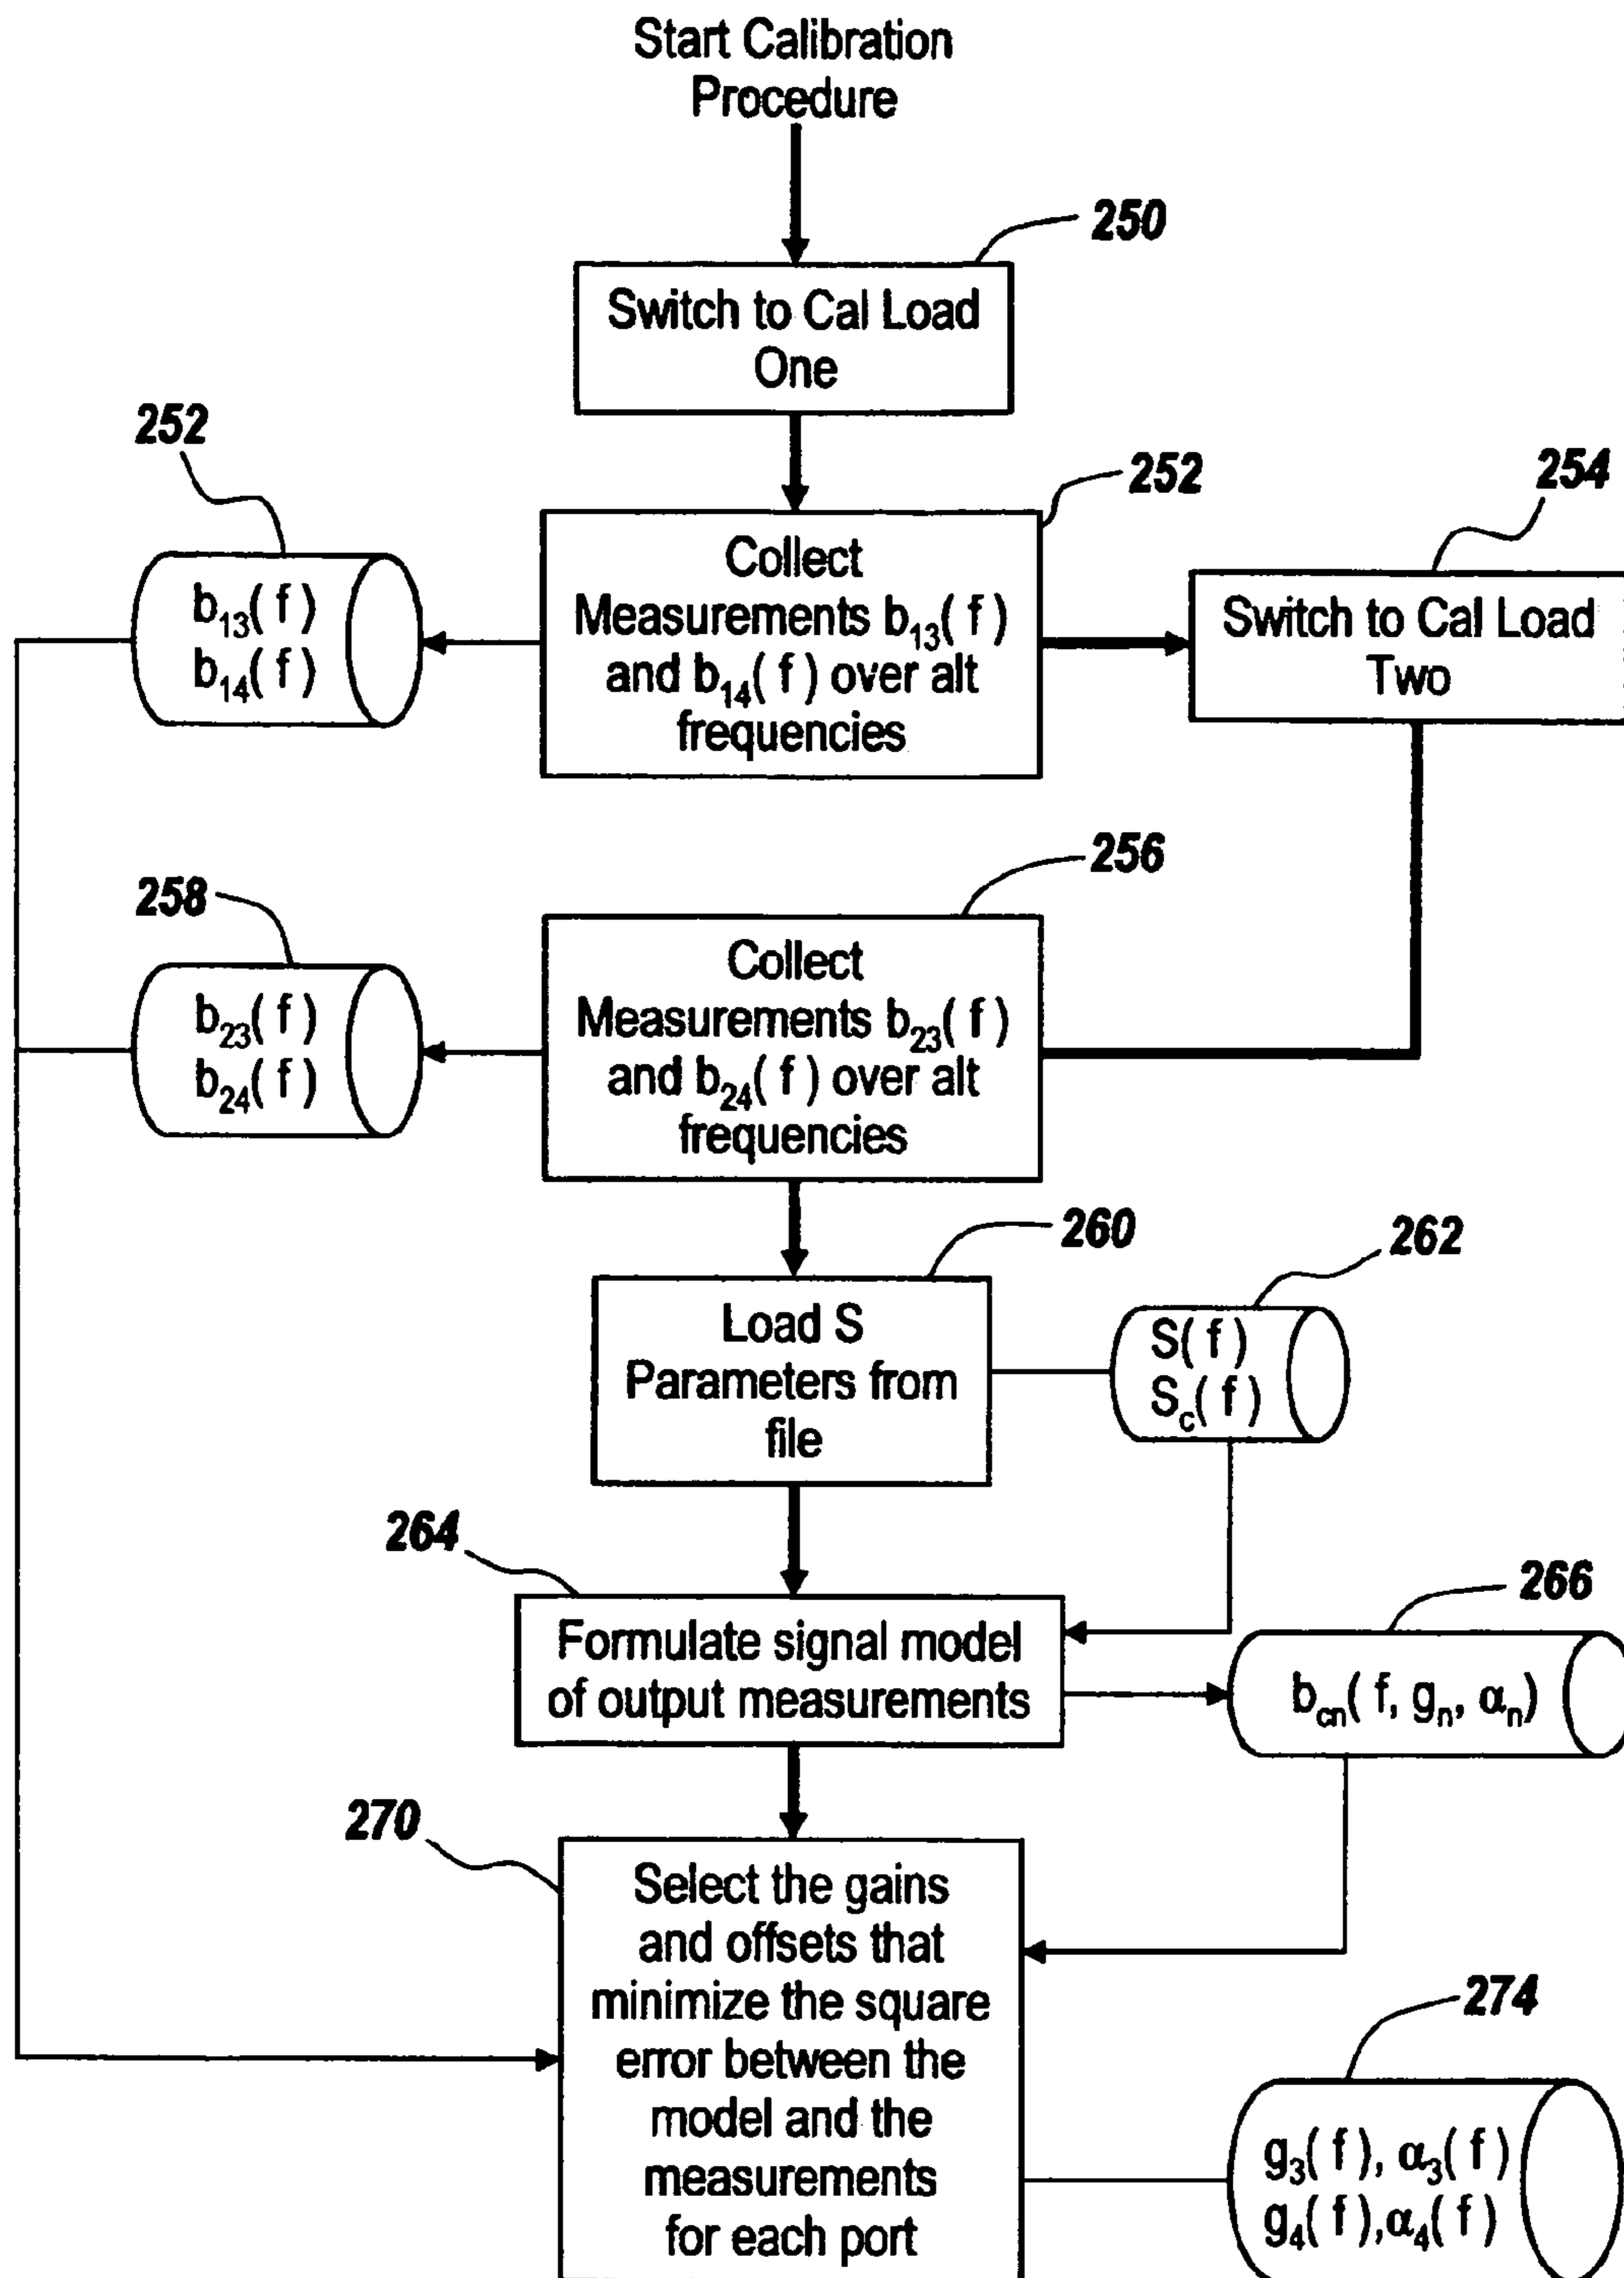 Start Calibration
Procedure
250
Switch to Cal Load
One
252
252
254
b₁₃( f )
b₁₄( f )
Collect
Measurements b₁₃( f )
and b₁₄( f ) over alt
frequencies
Switch to Cal Load
Two
256
258
b₂₃( f )
b₂₄( f )
Collect
Measurements b₂₃( f )
and b₂₄( f ) over alt
frequencies
260
262
Load S
Parameters from
file
S( f )
S_c( f )
264
266
Formulate signal model
of output measurements
b_cn( f, g_n, α_n)
270
Select the gains
and offsets that
minimize the square
error between the
model and the
measurements
for each port
274
g₃( f ), α₃( f )
g₄( f ),α₄( f )